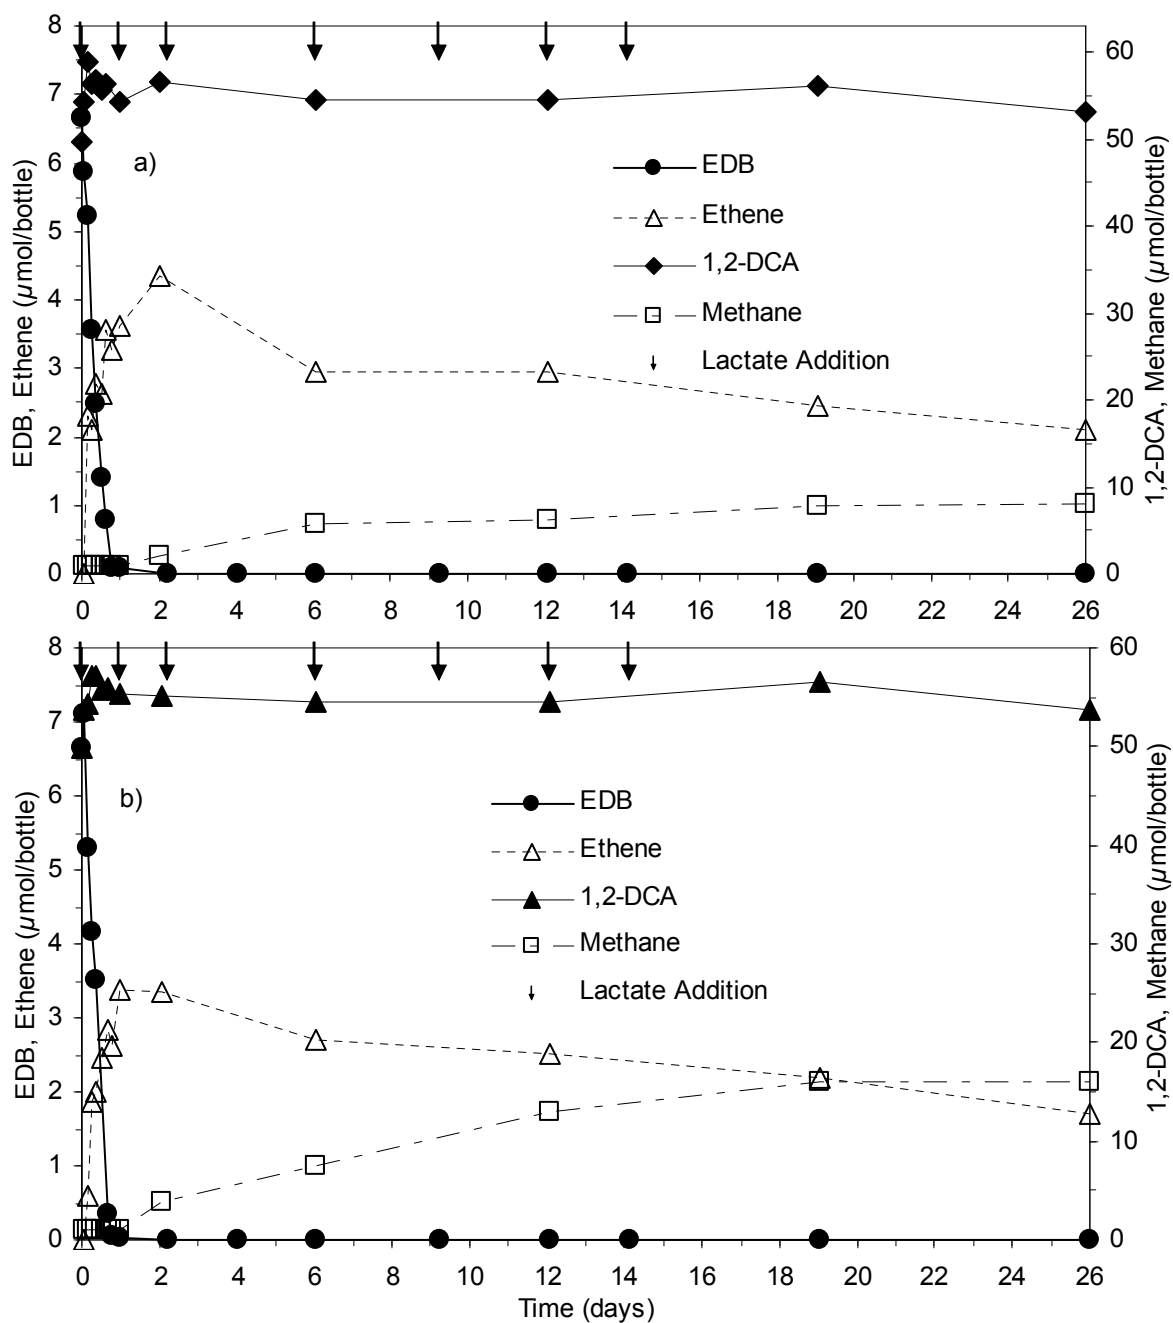 8
7
6
5
4
3
2
1
0
EDB, Ethene (µmol/bottle)
a)
EDB
Ethene
1,2-DCA
Methane
Lactate Addition
60
50
40
30
20
10
0
1,2-DCA, Methane (µmol/bottle)
0 2 4 6 8 10 12 14 16 18 20 22 24 26
8
7
6
5
4
3
2
1
0
EDB, Ethene (µmol/bottle)
b)
EDB
Ethene
1,2-DCA
Methane
Lactate Addition
60
50
40
30
20
10
0
1,2-DCA, Methane (µmol/bottle)
0 2 4 6 8 10 12 14 16 18 20 22 24 26
Time (days)